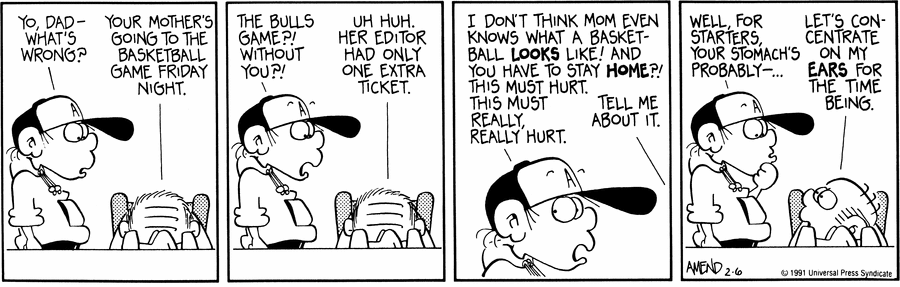 YO, DAD—
WHAT'S
WRONG?
YOUR MOTHER'S
GOING TO THE
BASKETBALL
GAME FRIDAY
NIGHT.
A
THE BULLS
GAME?!
WITHOUT
YOU?!
UH HUH.
HER EDITOR
HAD ONLY
ONE EXTRA
TICKET.
A
I DON'T THINK MOM EVEN
KNOWS WHAT A BASKET-
BALL LOOKS LIKE! AND
YOU HAVE TO STAY HOME?!
THIS MUST HURT.
THIS MUST
REALLY,
REALLY HURT.
TELL ME
ABOUT IT.
A
WELL, FOR
STARTERS,
YOUR STOMACH'S
PROBABLY—...
LET'S CON-
CENTRATE
ON MY
EARS FOR
THE TIME
BEING.
A
AMEND 2-6
© 1991 Universal Press Syndicate